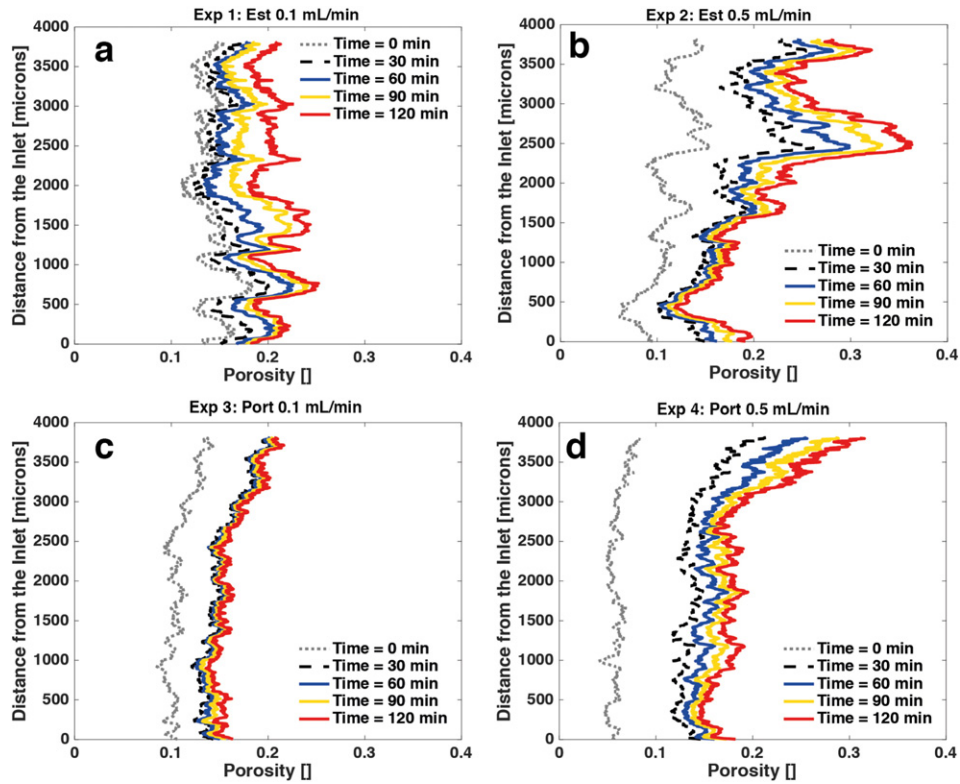 Exp 1: Est 0.1 mL/min
a
Time = 0 min
Time = 30 min
Time = 60 min
Time = 90 min
Time = 120 min
Distance from the Inlet [microns]
4000
3500
3000
2500
2000
1500
1000
500
0
0 0.1 0.2 0.3 0.4
Porosity []
Exp 2: Est 0.5 mL/min
b
Time = 0 min
Time = 30 min
Time = 60 min
Time = 90 min
Time = 120 min
Distance from the Inlet [microns]
4000
3500
3000
2500
2000
1500
1000
500
0
0 0.1 0.2 0.3 0.4
Porosity []
Exp 3: Port 0.1 mL/min
c
Time = 0 min
Time = 30 min
Time = 60 min
Time = 90 min
Time = 120 min
Distance from the Inlet [microns]
4000
3500
3000
2500
2000
1500
1000
500
0
0 0.1 0.2 0.3 0.4
Porosity []
Exp 4: Port 0.5 mL/min
d
Time = 0 min
Time = 30 min
Time = 60 min
Time = 90 min
Time = 120 min
Distance from the Inlet [microns]
4000
3500
3000
2500
2000
1500
1000
500
0
0 0.1 0.2 0.3 0.4
Porosity []